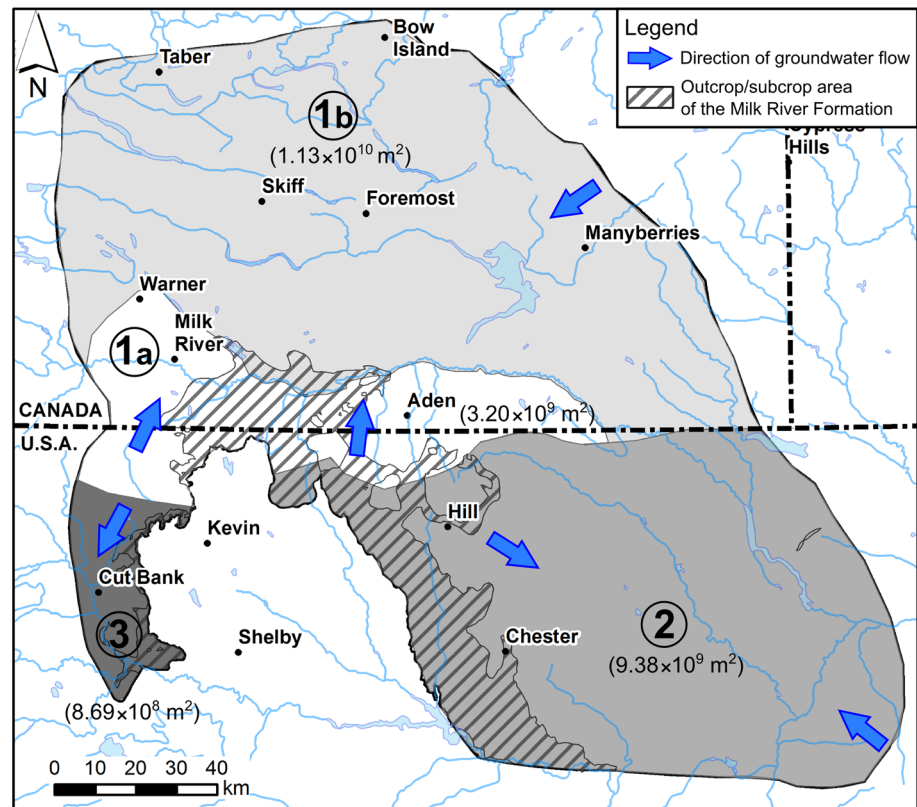 Legend
Direction of groundwater flow
Outcrop/subcrop area
of the Milk River Formation
N
Bow
Island
Taber
1b
(1.13×10¹⁰ m²)
Cypress
Hills
Skiff
Foremost
Manyberries
Warner
Milk
River
1a
Aden
(3.20×10⁹ m²)
CANADA
U.S.A.
Hill
Kevin
Cut Bank
3
Shelby
Chester
2
(9.38×10⁹ m²)
(8.69×10⁸ m²)
0 10 20 30 40
km